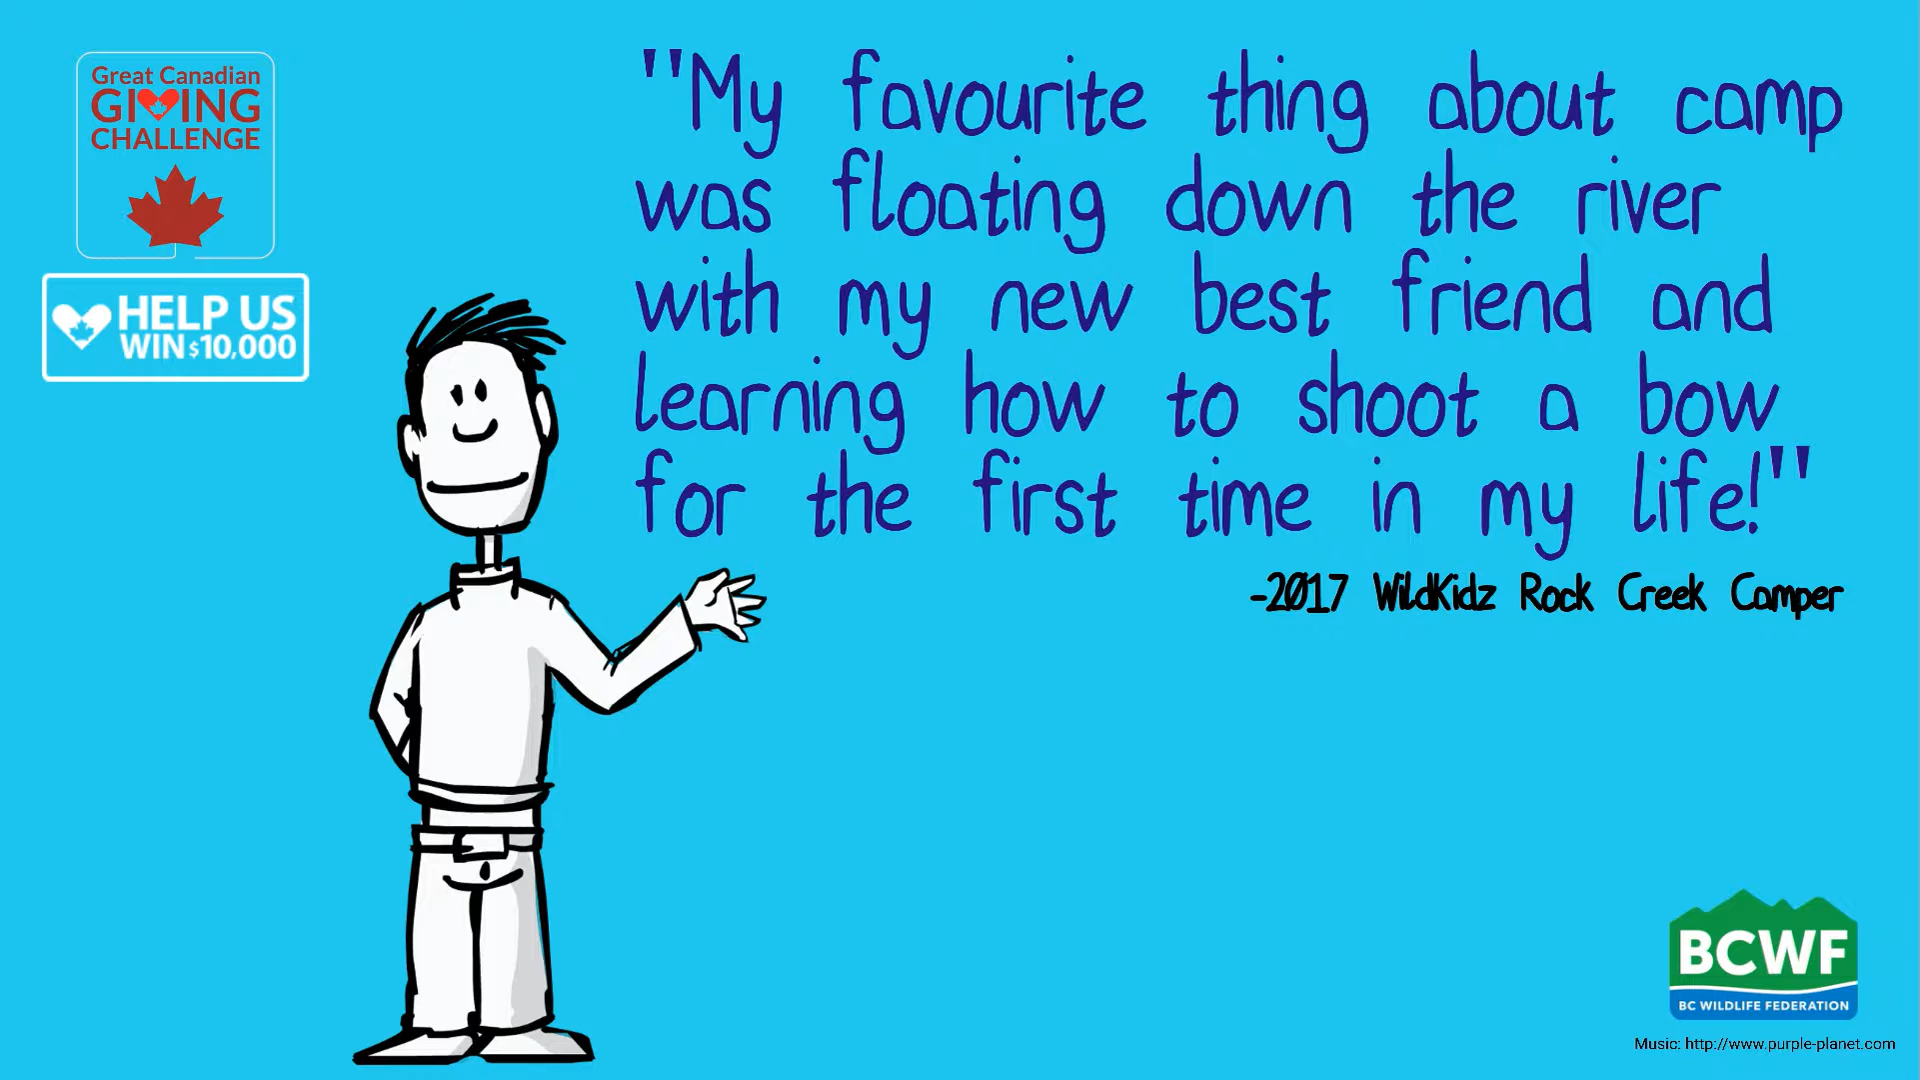 Great Canadian
GIVING
CHALLENGE
HELP US
WIN $10,000
"My favourite thing about camp
was floating down the river
with my new best friend and
learning how to shoot a bow
for the first time in my life!"
-2017 WildKidz Rock Creek Camper
BCWF
BC WILDLIFE FEDERATION
Music: http://www.purple-planet.com